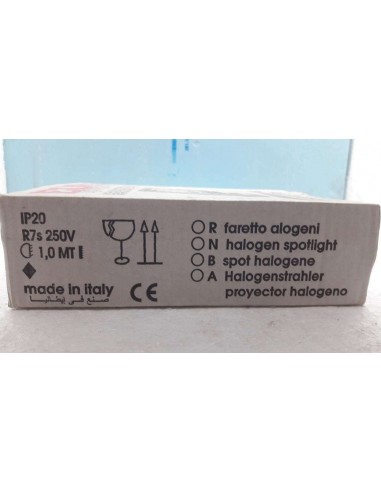 IP20
R7s 250V
1,0 MT
made in Italy
صنع في إيطاليا
CE
R faretto alogeni
N halogen spotlight
B spot halogene
A Halogenstrahler
proyector halogeno